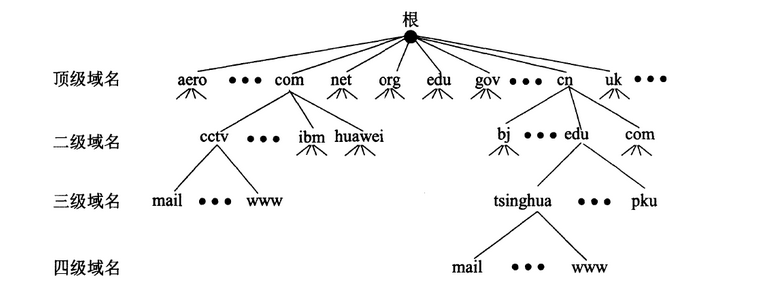 根
顶级域名 aero ••• com net org edu gov ••• cn uk •••
二级域名 cctv ••• ibm huawei bj ••• edu com
三级域名 mail ••• www tsinghua ••• pku
四级域名 mail ••• www